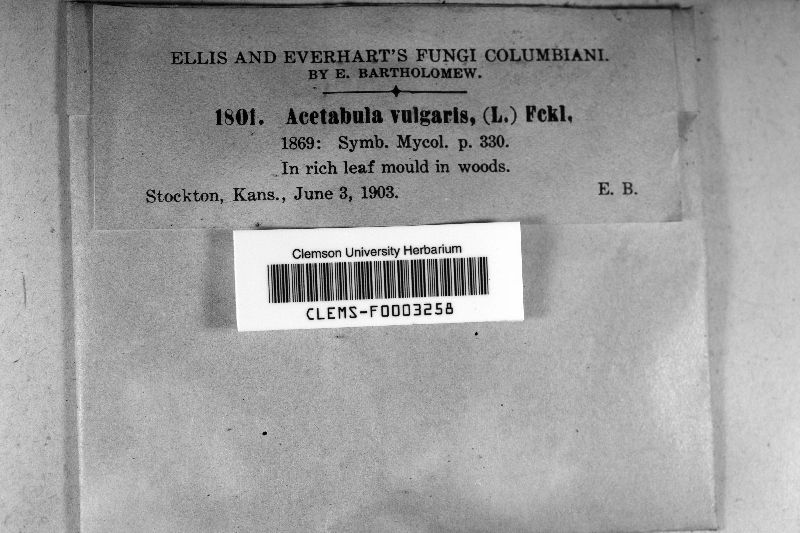 ELLIS AND EVERHART'S FUNGI COLUMBIANI.
BY E. BARTHOLOMEW.
1801. Acetabula vulgaris, (L.) Fckl,
1869: Symb. Mycol. p. 330.
In rich leaf mould in woods.
Stockton, Kans., June 3, 1903. E. B.
Clemson University Herbarium
CLEMS-F0003258